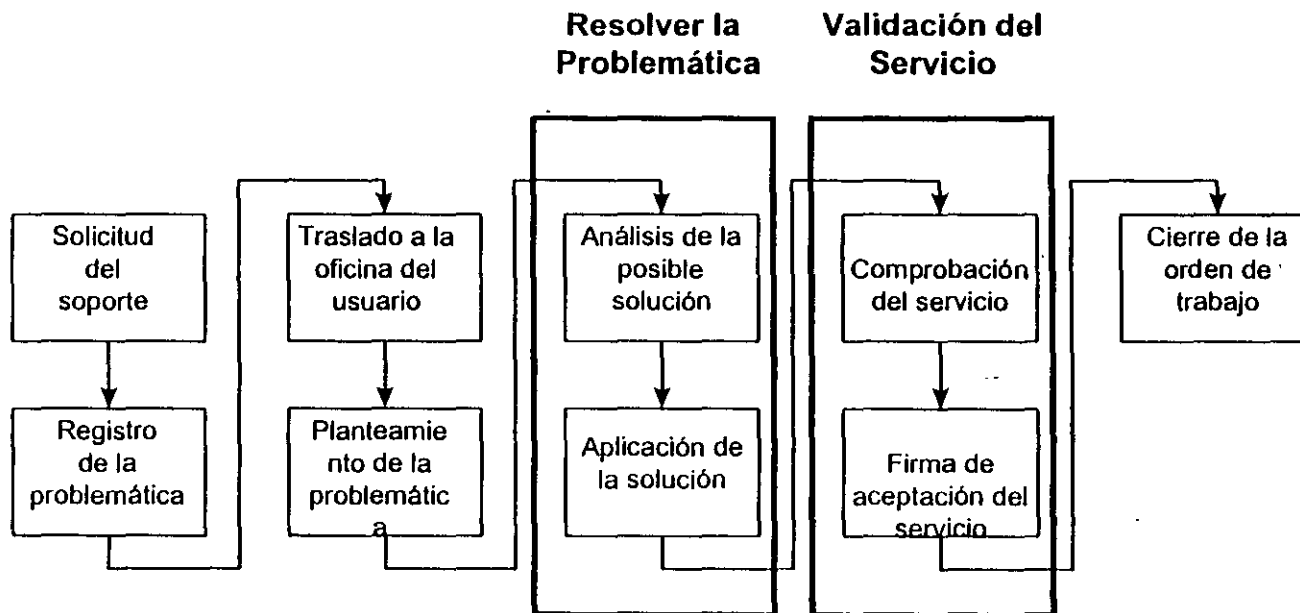 Resolver la
Problemática
Validación del
Servicio
Solicitud
del
soporte
Registro
de la
problemática
Traslado a la
oficina del
usuario
Planteamie
nto de la
problemátic
a
Análisis de la
posible
solución
Aplicación de
la solución
Comprobación
del servicio
Firma de
aceptación del
servicio
Cierre de la
orden de
trabajo